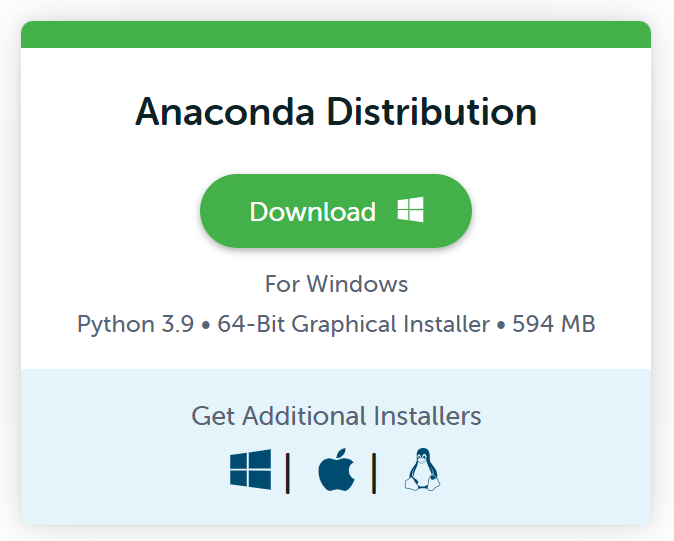 Anaconda Distribution
Download
For Windows
Python 3.9 • 64-Bit Graphical Installer • 594 MB
Get Additional Installers